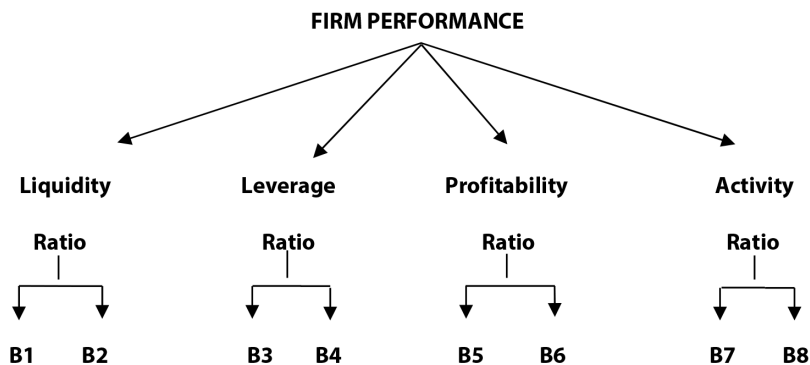 FIRM PERFORMANCE
Liquidity Leverage Profitability Activity
Ratio Ratio Ratio Ratio
B1 B2 B3 B4 B5 B6 B7 B8